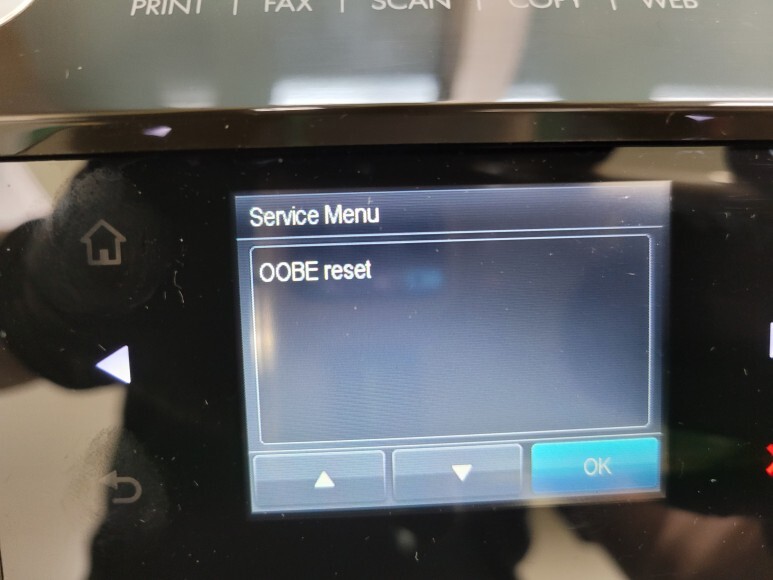 PRINT | FAX | SCAN | COPY | WEB
Service Menu
OOBE reset
OK